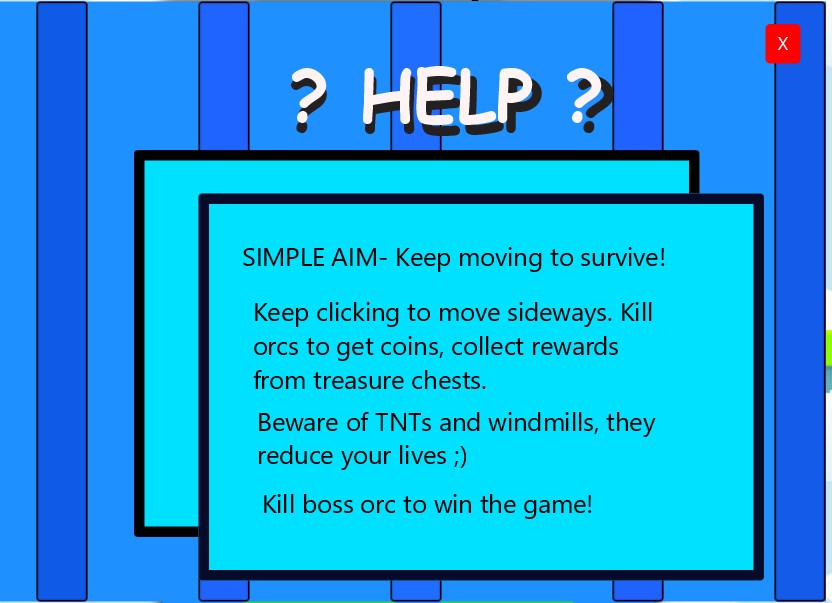 X
? HELP ?
SIMPLE AIM- Keep moving to survive!
Keep clicking to move sideways. Kill
orcs to get coins, collect rewards
from treasure chests.
Beware of TNTs and windmills, they
reduce your lives ;)
Kill boss orc to win the game!